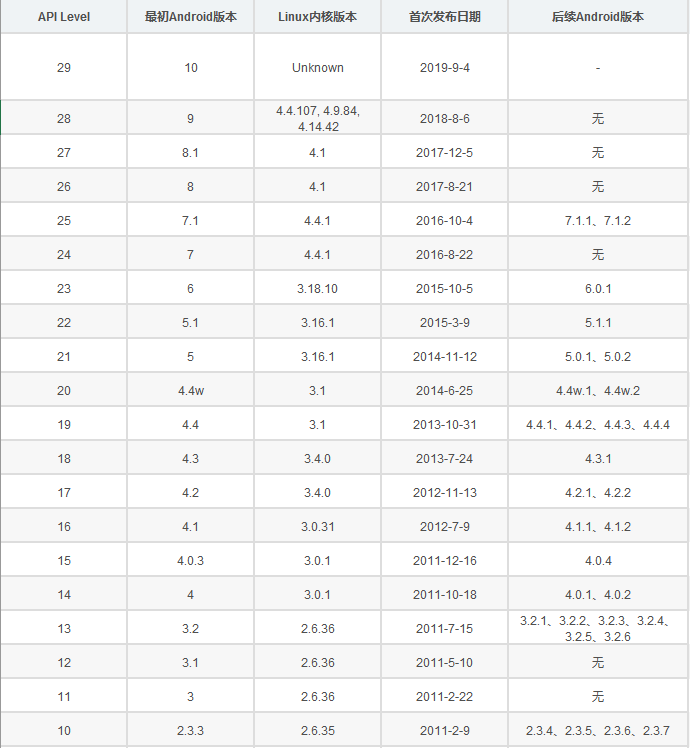 API Level 最初Android版本 Linux内核版本 首次发布日期 后续Android版本
29 10 Unknown 2019-9-4 -
28 9 4.4.107, 4.9.84, 2018-8-6 无
4.14.42
27 8.1 4.1 2017-12-5 无
26 8 4.1 2017-8-21 无
25 7.1 4.4.1 2016-10-4 7.1.1、7.1.2
24 7 4.4.1 2016-8-22 无
23 6 3.18.10 2015-10-5 6.0.1
22 5.1 3.16.1 2015-3-9 5.1.1
21 5 3.16.1 2014-11-12 5.0.1、5.0.2
20 4.4w 3.1 2014-6-25 4.4w.1、4.4w.2
19 4.4 3.1 2013-10-31 4.4.1、4.4.2、4.4.3、4.4.4
18 4.3 3.4.0 2013-7-24 4.3.1
17 4.2 3.4.0 2012-11-13 4.2.1、4.2.2
16 4.1 3.0.31 2012-7-9 4.1.1、4.1.2
15 4.0.3 3.0.1 2011-12-16 4.0.4
14 4 3.0.1 2011-10-18 4.0.1、4.0.2
13 3.2 2.6.36 2011-7-15 3.2.1、3.2.2、3.2.3、3.2.4、
3.2.5、3.2.6
12 3.1 2.6.36 2011-5-10 无
11 3 2.6.36 2011-2-22 无
10 2.3.3 2.6.35 2011-2-9 2.3.4、2.3.5、2.3.6、2.3.7